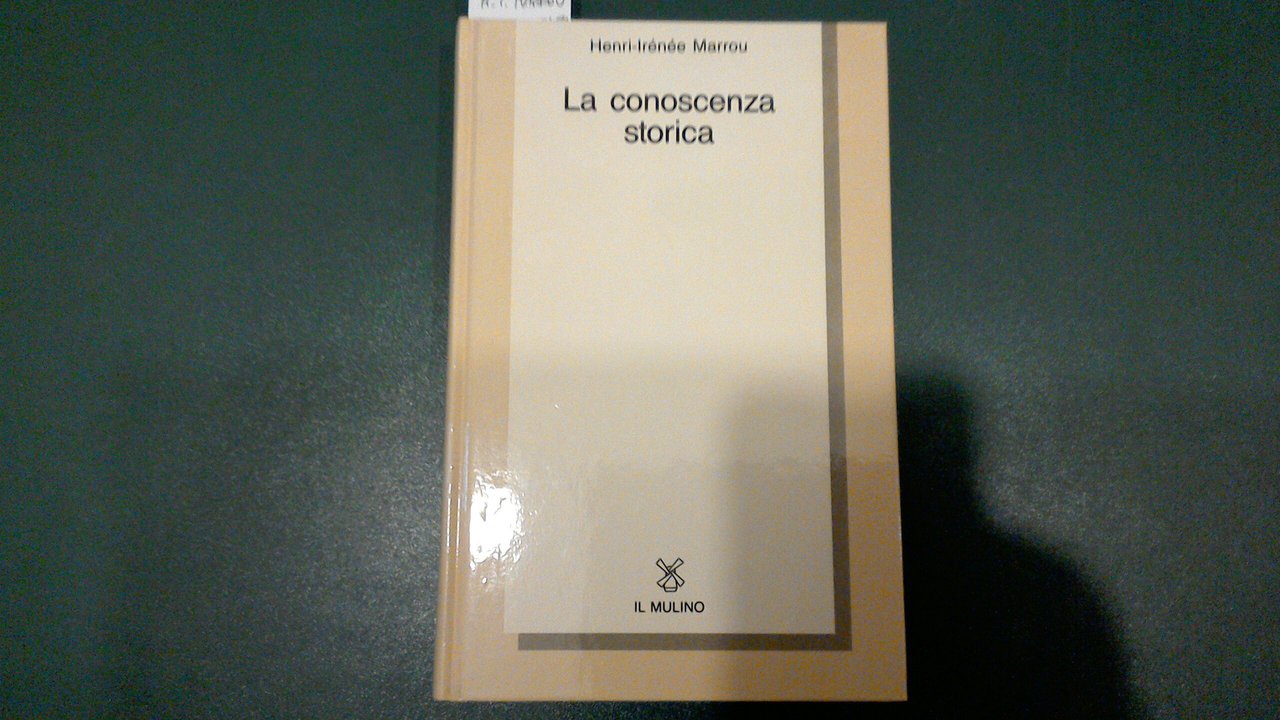 Henri-Irénée Marrou
La conoscenza
storica
IL MULINO